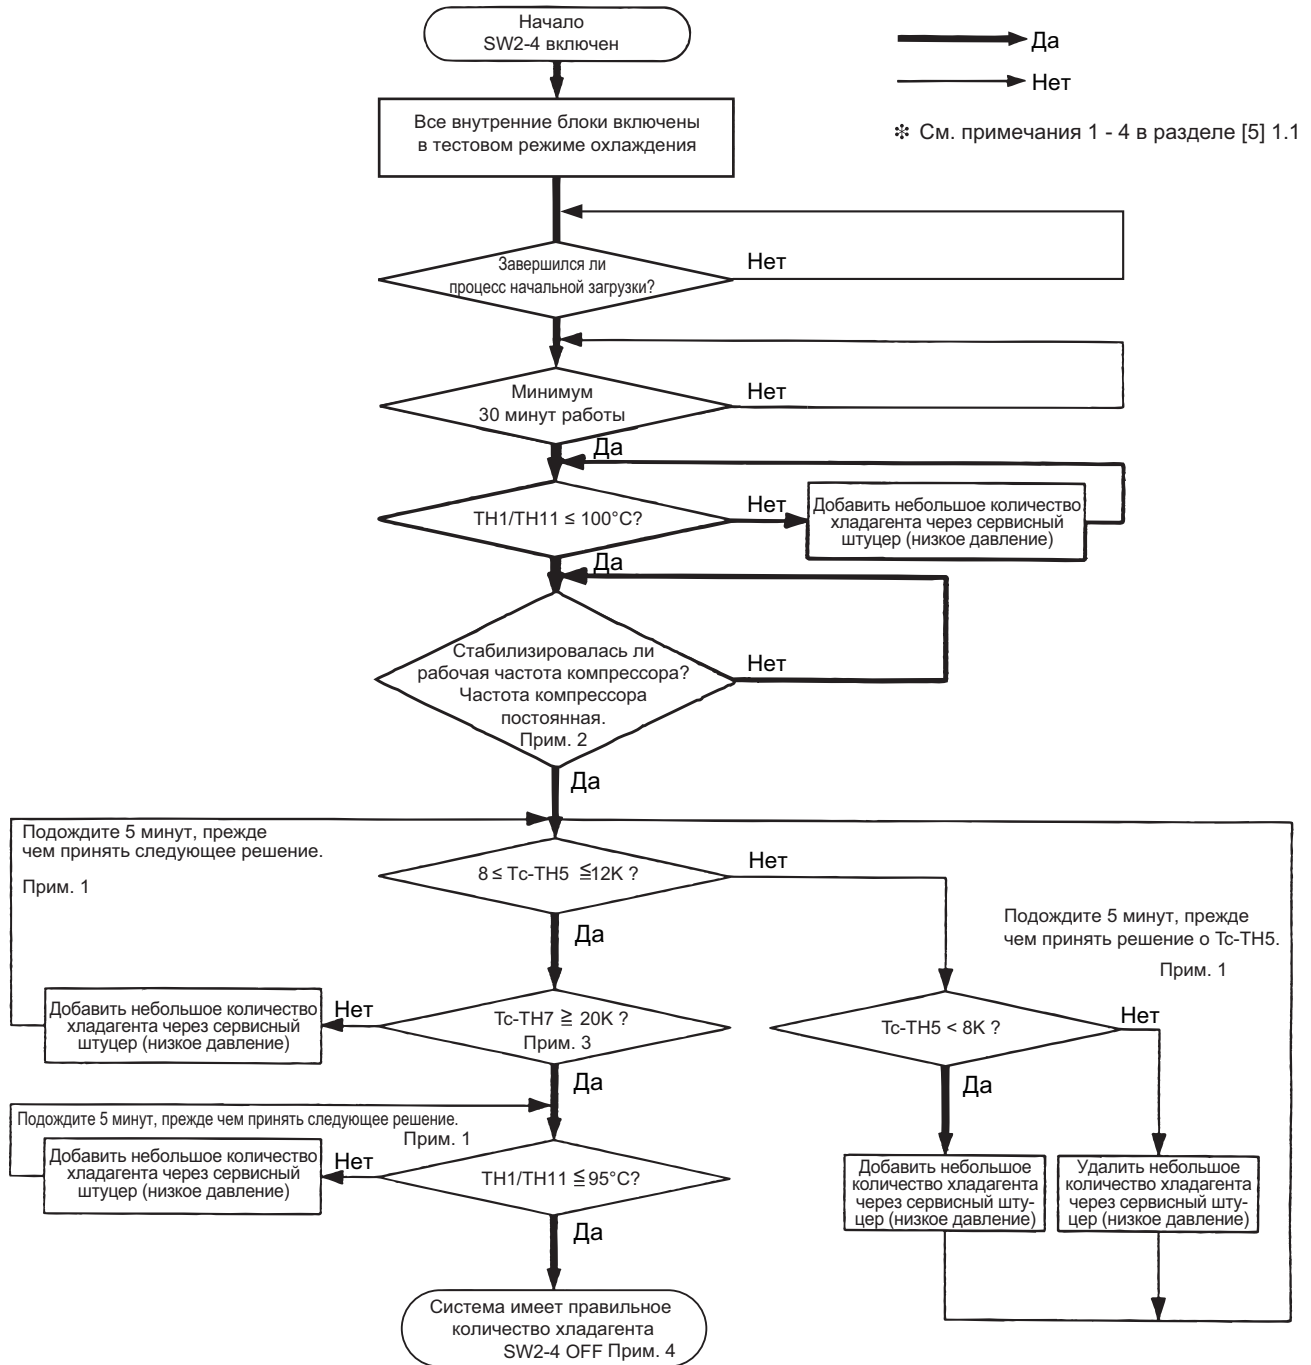 Начало
SW2-4 включен
Да
Нет
❇ См. примечания 1 - 4 в разделе [5] 1.1
Все внутренние блоки включены
в тестовом режиме охлаждения
Завершился ли
процесс начальной загрузки?
Нет
Минимум
30 минут работы
Нет
Да
TH1/TH11 ≤ 100°C?
Нет
Добавить небольшое количество
хладагента через сервисный
штуцер (низкое давление)
Да
Стабилизировалась ли
рабочая частота компрессора?
Частота компрессора
постоянная.
Прим. 2
Нет
Да
Подождите 5 минут, прежде
чем принять следующее решение.
Прим. 1
8 ≤ Tc-TH5 ≦12K ?
Нет
Да
Подождите 5 минут, прежде
чем принять решение о Tc-TH5.
Прим. 1
Добавить небольшое количество
хладагента через сервисный
штуцер (низкое давление)
Нет
Tc-TH7 ≧ 20K ?
Прим. 3
Tc-TH5 < 8K ?
Нет
Да
Да
Подождите 5 минут, прежде чем принять следующее решение.
Прим. 1
Добавить небольшое количество
хладагента через сервисный
штуцер (низкое давление)
Нет
TH1/TH11 ≦95°C?
Добавить небольшое
количество хладагента
через сервисный шту-
цер (низкое давление)
Удалить небольшое
количество хладагента
через сервисный шту-
цер (низкое давление)
Да
Система имеет правильное
количество хладагента
SW2-4 OFF Прим. 4